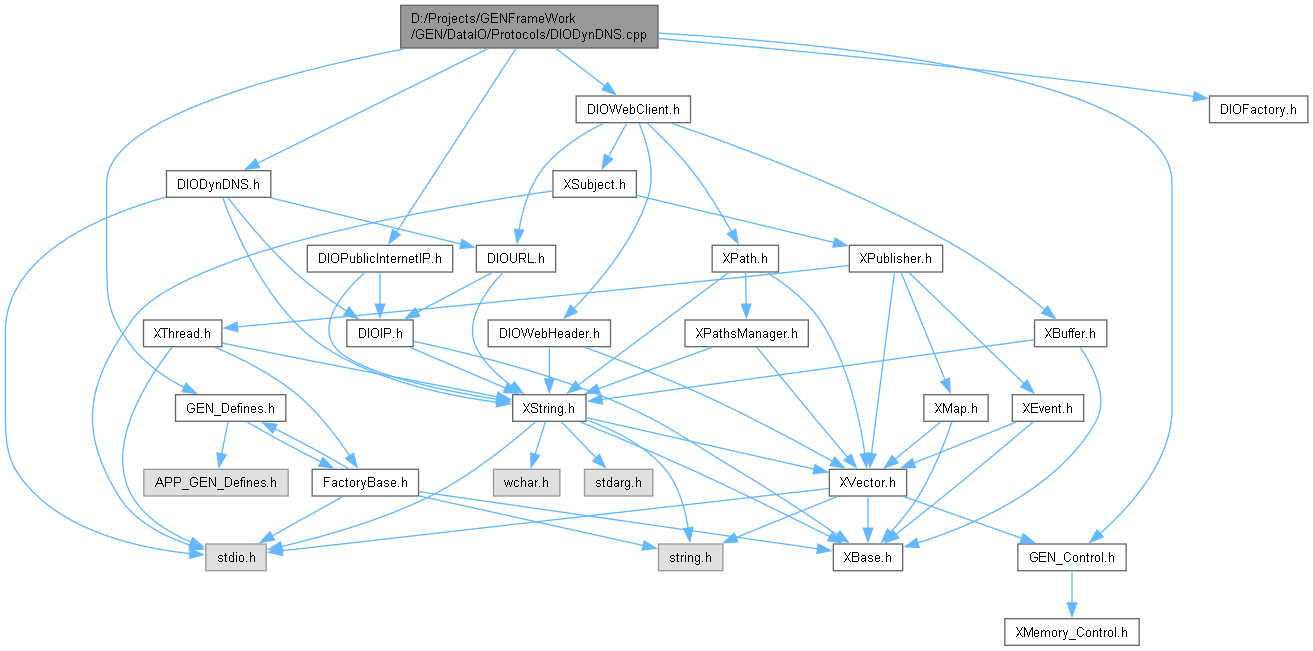 D:/Projects/GENFrameWork
/GEN/DataIO/Protocols/DIODynDNS.cpp
DIOWebClient.h
DIOFactory.h
DIODynDNS.h
XSubject.h
DIOPublicInternetIP.h
DIOURL.h
XPath.h
XPublisher.h
XThread.h
DIOIP.h
DIOWebHeader.h
XPathsManager.h
XBuffer.h
GEN_Defines.h
XString.h
XMap.h
XEvent.h
APP_GEN_Defines.h
FactoryBase.h
wchar.h
stdarg.h
XVector.h
stdio.h
string.h
XBase.h
GEN_Control.h
XMemory_Control.h